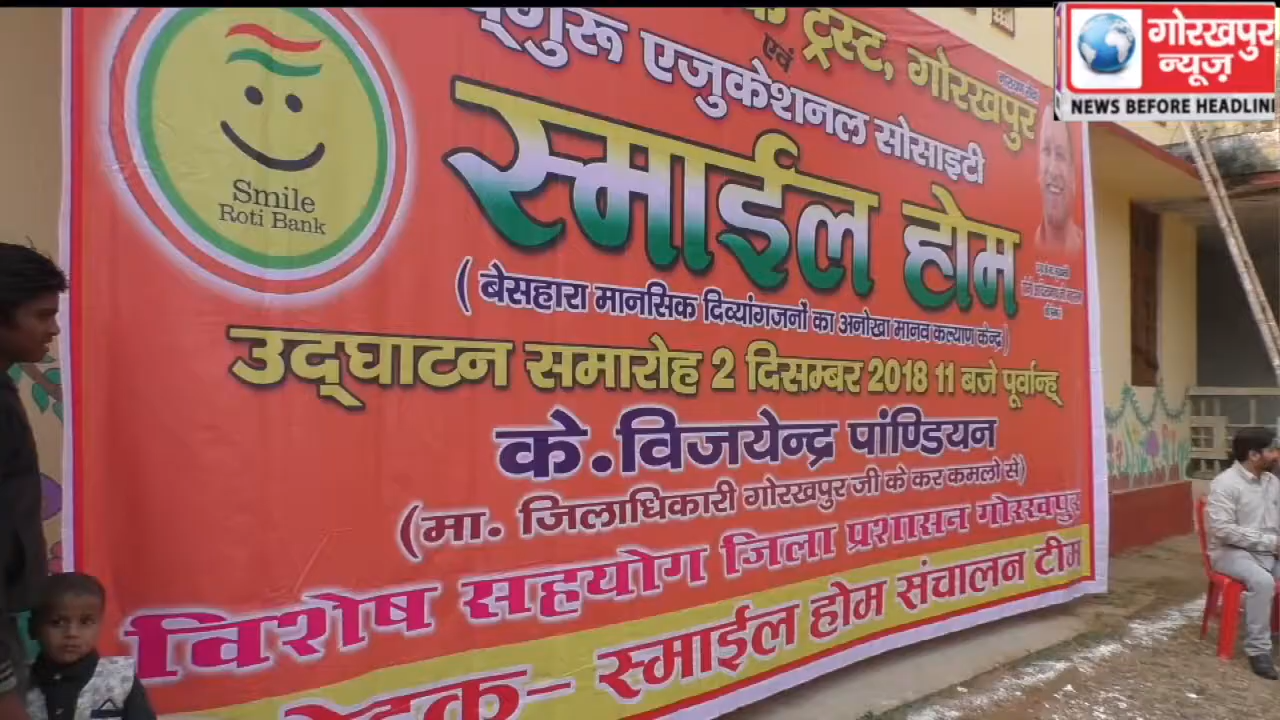 ट्रस्ट, गोरखपुर
एवं
एजुकेशनल सोसाइटी
स्माईल होम
( बेसहारा मानसिक दिव्यांगजनों का अनोखा मानव कल्याण केन्द्र)
उद्घाटन समारोह 2 दिसम्बर 2018 11 बजे पूर्वान्ह्
के.विजयेन्द्र पांण्डियन
(मा. जिलाधिकारी गोरखपुर जी के कर कमलो से)
विशेष सहयोग जिला प्रशासन गोरखपुर
स्माईल होम संचालन टीम
Smile
Roti Bank
गोरखपुर
न्यूज़
NEWS BEFORE HEADLINE